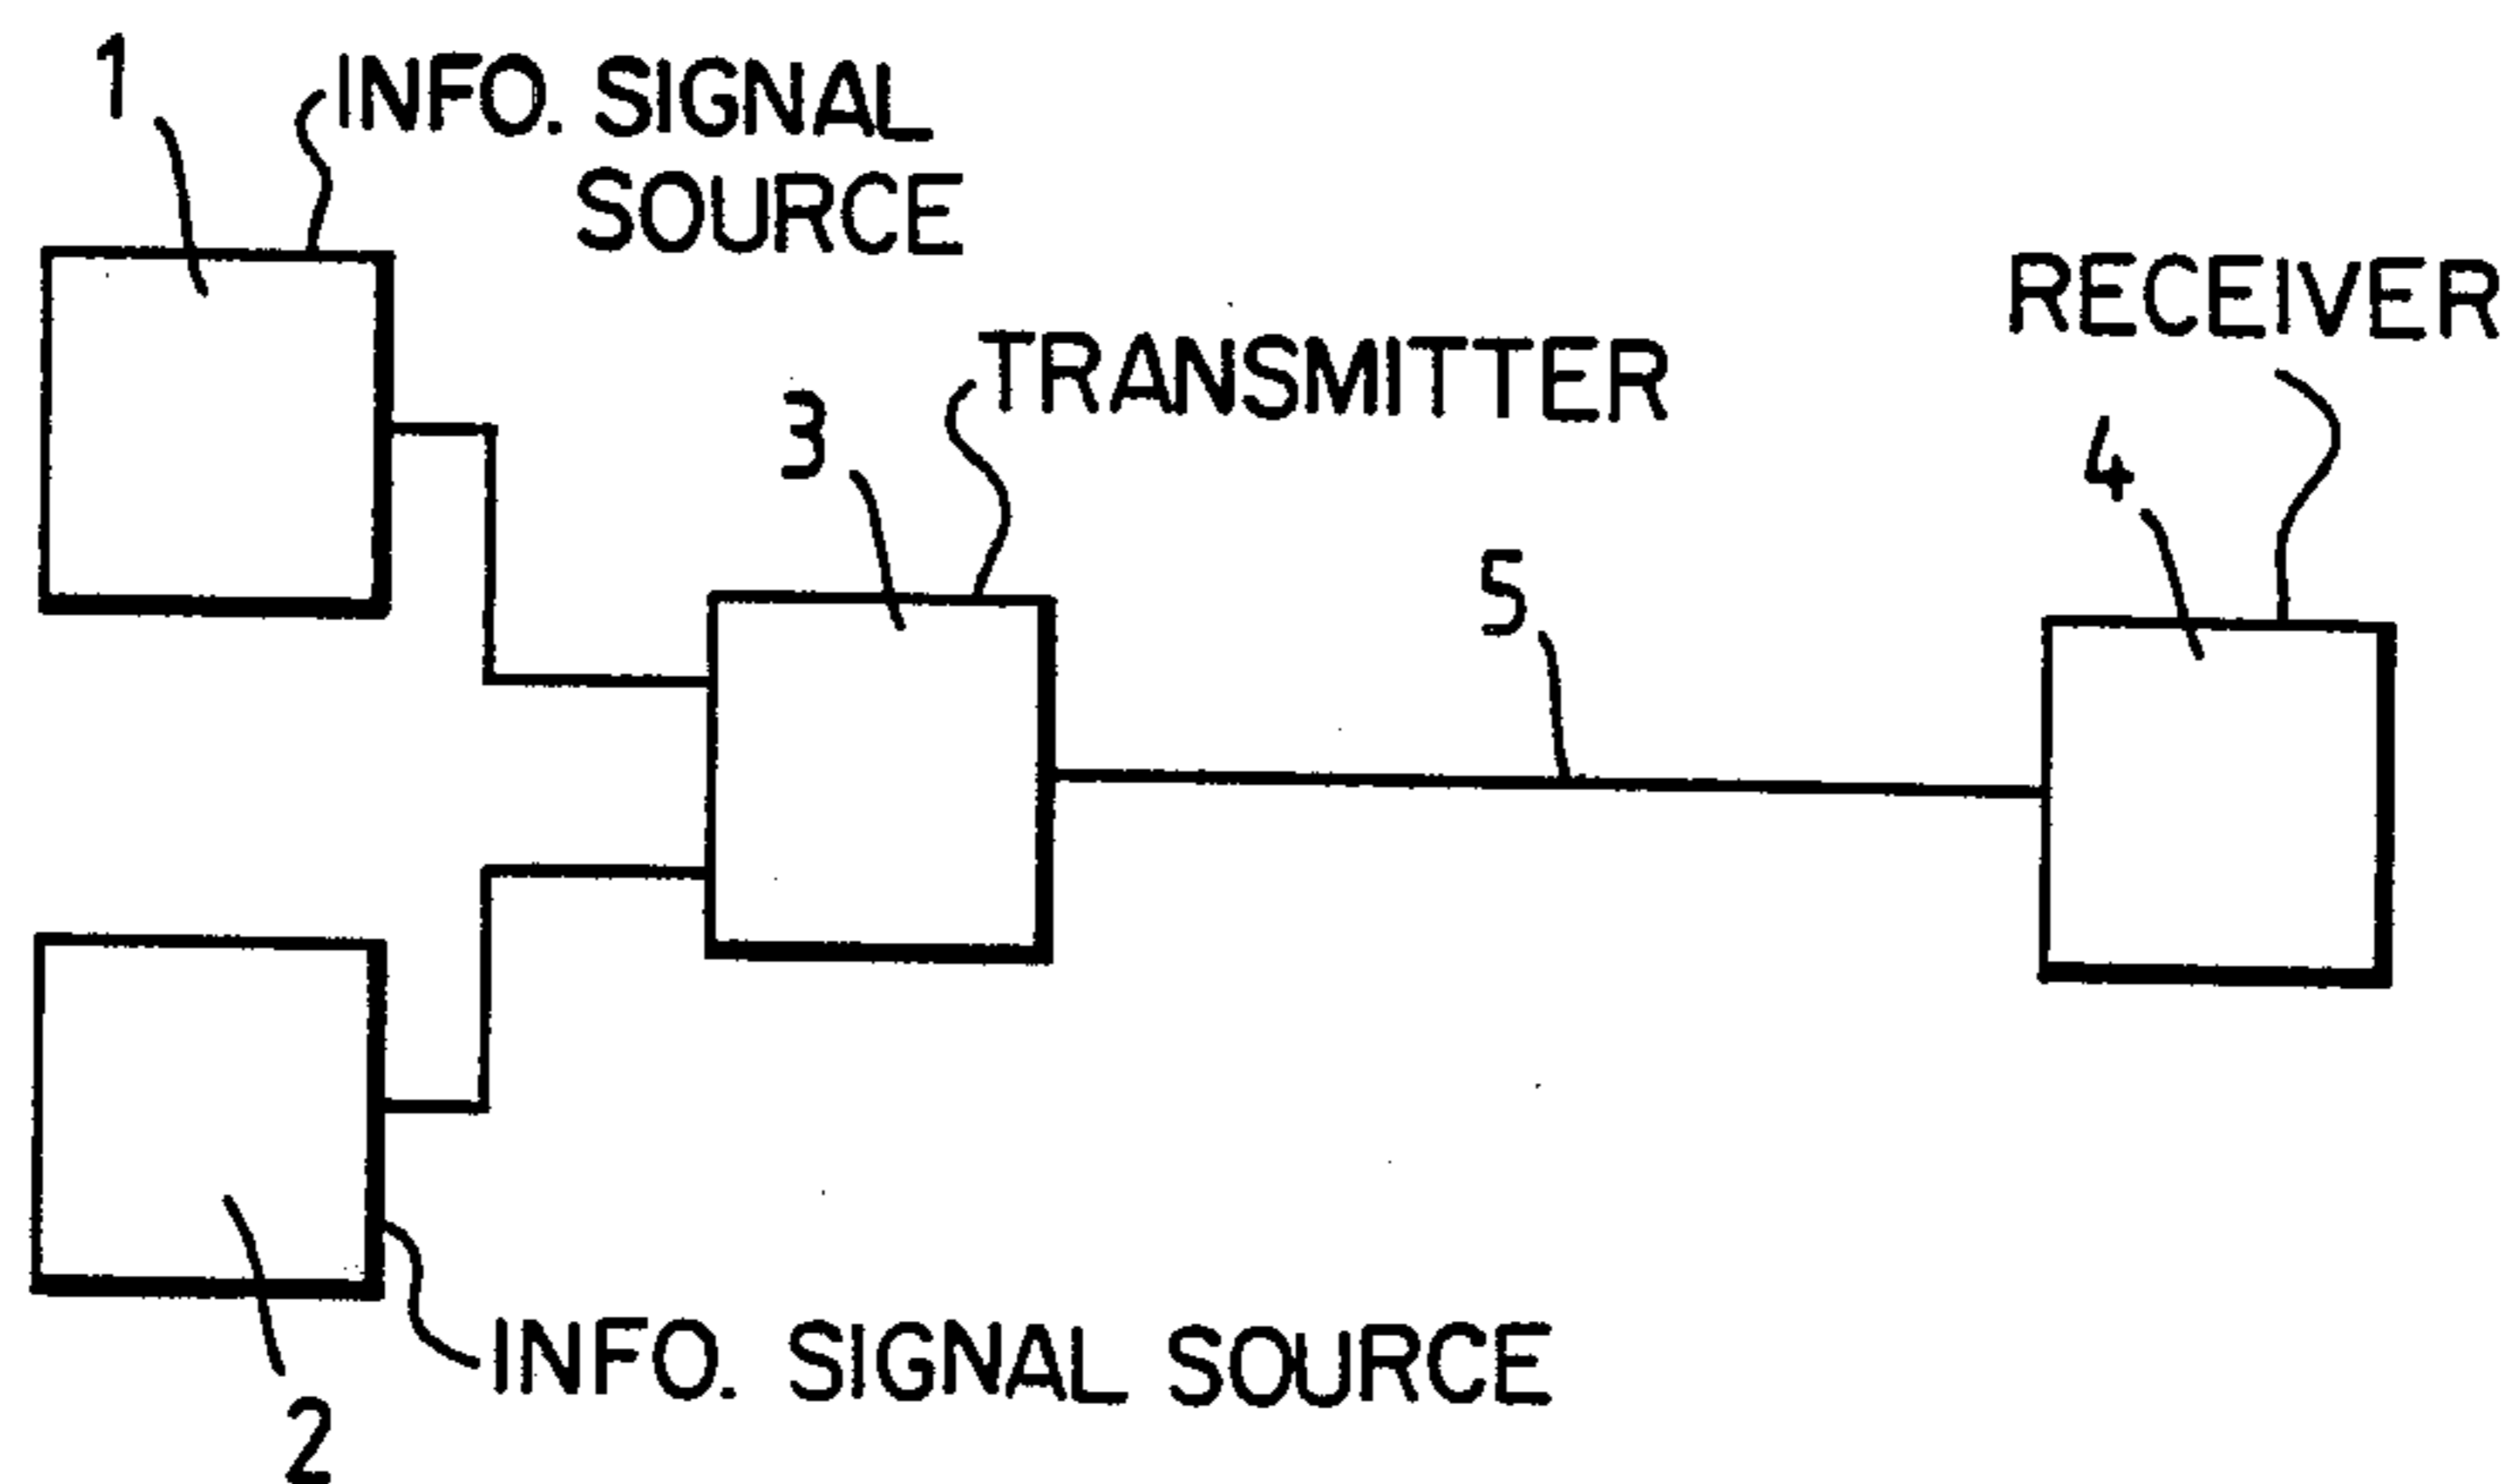 1
INFO. SIGNAL
SOURCE
RECEIVER
TRANSMITTER
3
4
5
INFO. SIGNAL SOURCE
2